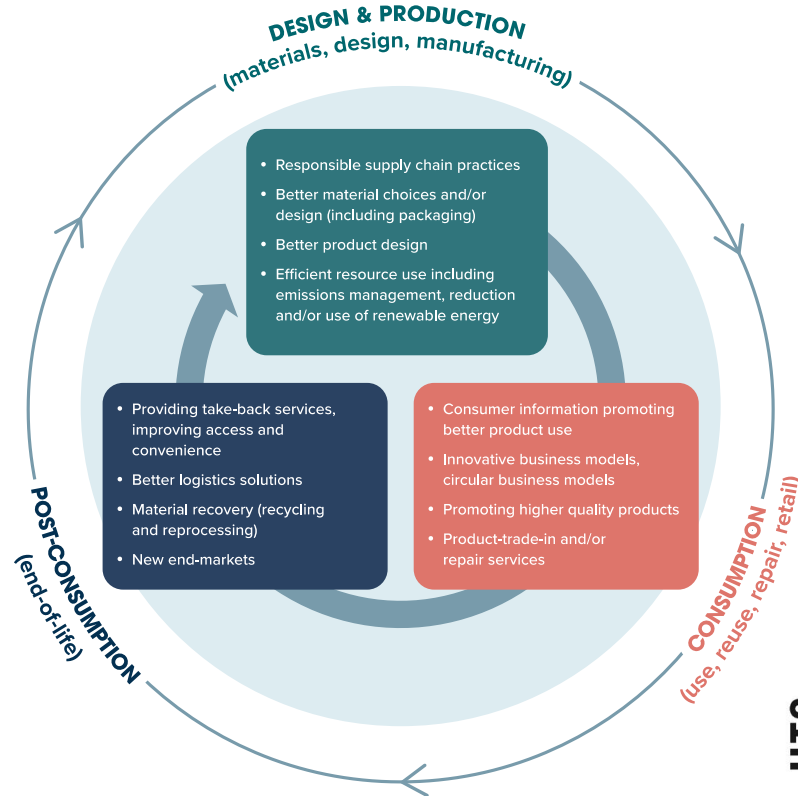 DESIGN & PRODUCTION
(materials, design, manufacturing)
• Responsible supply chain practices
• Better material choices and/or
design (including packaging)
• Better product design
• Efficient resource use including
emissions management, reduction
and/or use of renewable energy
• Providing take-back services,
improving access and
convenience
• Better logistics solutions
• Material recovery (recycling
and reprocessing)
• New end-markets
• Consumer information promoting
better product use
• Innovative business models,
circular business models
• Promoting higher quality products
• Product-trade-in and/or
repair services
POST-CONSUMPTION
(end-of-life)
CONSUMPTION
(use, reuse, repair, retail)